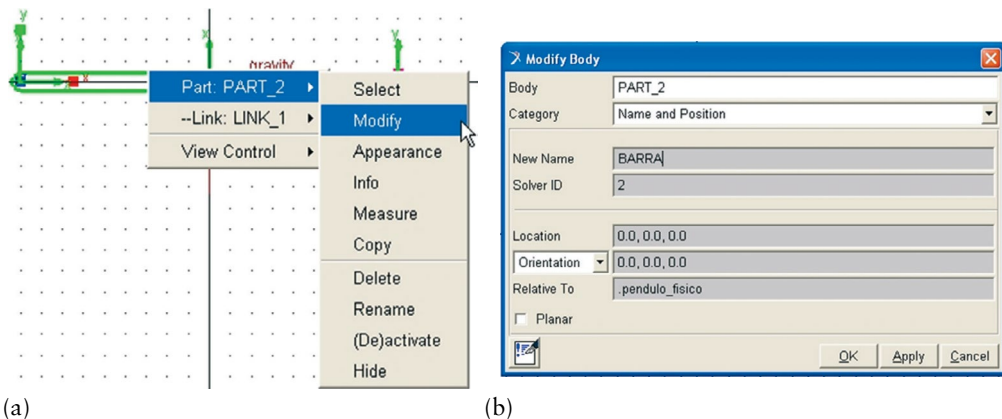 y
x
y
gravity
x
Part: PART_2
--Link: LINK_1
View Control
Select
Modify
Appearance
Info
Measure
Copy
Delete
Rename
(De)activate
Hide
(a)
Modify Body
Body PART_2
Category Name and Position
New Name BARRA
Solver ID 2
Location 0.0, 0.0, 0.0
Orientation 0.0, 0.0, 0.0
Relative To .pendulo_fisico
Planar
OK Apply Cancel
(b)